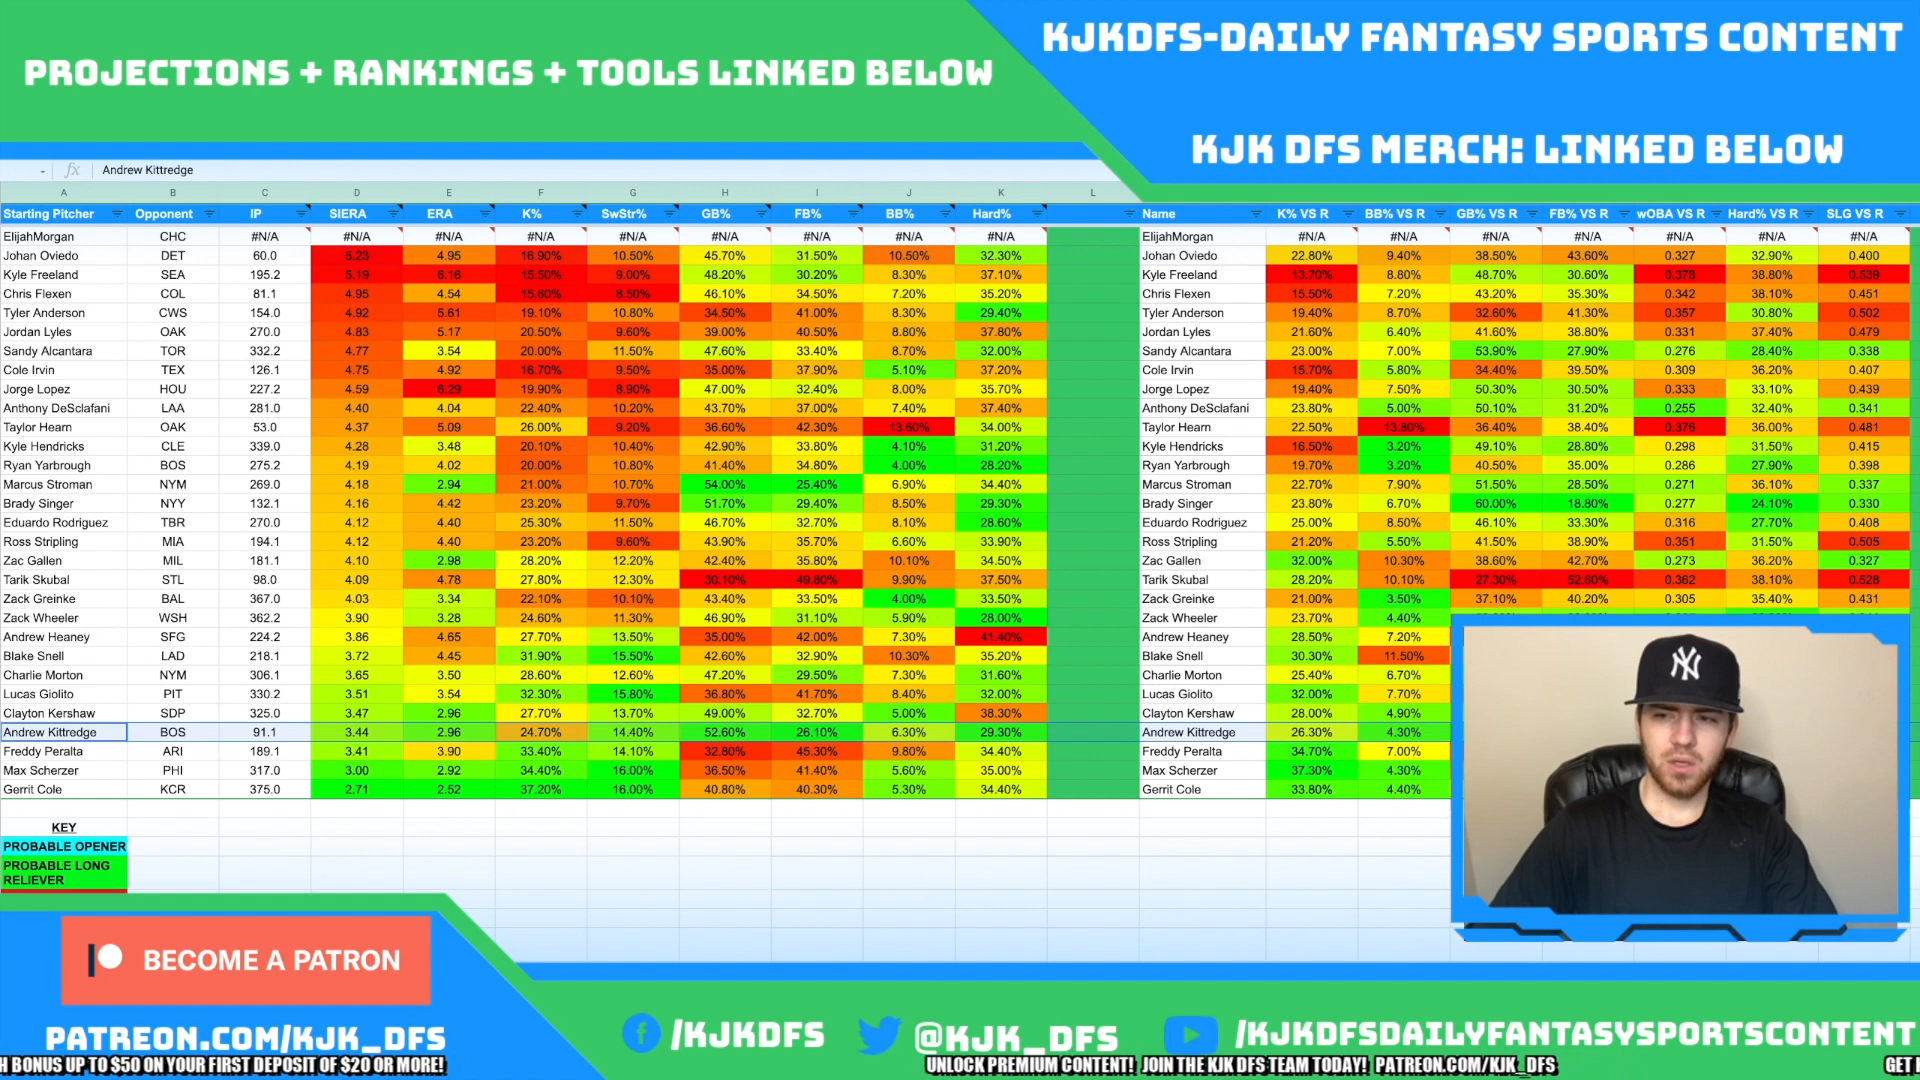 PROJECTIONS + RANKINGS + TOOLS LINKED BELOW
KJKDFS-DAILY FANTASY SPORTS CONTENT
KJK DFS MERCH: LINKED BELOW
fx Andrew Kittredge
A B C D E F G H I J K L
Starting Pitcher Opponent IP SIERA ERA K% SwStr% GB% FB% BB% Hard% Name K% VS R BB% VS R GB% VS R FB% VS R wOBA VS R Hard% VS R SLG VS R
ElijahMorgan CHC #N/A #N/A #N/A #N/A #N/A #N/A #N/A #N/A #N/A ElijahMorgan #N/A #N/A #N/A #N/A #N/A #N/A #N/A
Johan Oviedo DET 60.0 5.23 4.95 16.90% 10.50% 45.70% 31.50% 10.50% 32.30% Johan Oviedo 22.80% 9.40% 38.50% 43.60% 0.327 32.90% 0.400
Kyle Freeland SEA 195.2 5.19 6.16 15.50% 9.00% 48.20% 30.20% 8.30% 37.10% Kyle Freeland 13.70% 8.80% 48.70% 30.60% 0.378 38.80% 0.539
Chris Flexen COL 81.1 4.95 4.54 15.60% 8.50% 46.10% 34.50% 7.20% 35.20% Chris Flexen 15.50% 7.20% 43.20% 35.30% 0.342 38.10% 0.451
Tyler Anderson CWS 154.0 4.92 5.61 19.10% 10.80% 34.50% 41.00% 8.30% 29.40% Tyler Anderson 19.40% 8.70% 32.60% 41.30% 0.357 30.80% 0.502
Jordan Lyles OAK 270.0 4.83 5.17 20.50% 9.60% 39.00% 40.50% 8.80% 37.80% Jordan Lyles 21.60% 6.40% 41.60% 38.80% 0.331 37.40% 0.479
Sandy Alcantara TOR 332.2 4.77 3.54 20.00% 11.50% 47.60% 33.40% 8.70% 32.00% Sandy Alcantara 23.00% 7.00% 53.90% 27.90% 0.276 28.40% 0.338
Cole Irvin TEX 126.1 4.75 4.92 16.70% 9.50% 35.00% 37.90% 5.10% 37.20% Cole Irvin 15.70% 5.80% 34.40% 39.50% 0.309 36.20% 0.407
Jorge Lopez HOU 227.2 4.59 6.29 19.90% 8.90% 47.00% 32.40% 8.00% 35.70% Jorge Lopez 19.40% 7.50% 50.30% 30.50% 0.333 33.10% 0.439
Anthony DeSclafani LAA 281.0 4.40 4.04 22.40% 10.20% 43.70% 37.00% 7.40% 37.40% Anthony DeSclafani 23.80% 5.00% 50.10% 31.20% 0.255 32.40% 0.341
Taylor Hearn OAK 53.0 4.37 5.09 26.00% 9.20% 36.60% 42.30% 13.60% 34.00% Taylor Hearn 22.50% 13.80% 36.40% 38.40% 0.376 36.00% 0.481
Kyle Hendricks CLE 339.0 4.28 3.48 20.10% 10.40% 42.90% 33.80% 4.10% 31.20% Kyle Hendricks 16.50% 3.20% 49.10% 28.80% 0.298 31.50% 0.415
Ryan Yarbrough BOS 275.2 4.19 4.02 20.00% 10.80% 41.40% 34.80% 4.00% 28.20% Ryan Yarbrough 19.70% 3.20% 40.50% 35.00% 0.286 27.90% 0.398
Marcus Stroman NYM 269.0 4.18 2.94 21.00% 10.70% 54.00% 25.40% 6.90% 34.40% Marcus Stroman 22.70% 7.90% 51.50% 28.50% 0.271 36.10% 0.337
Brady Singer NYY 132.1 4.16 4.42 23.20% 9.70% 51.70% 29.40% 8.50% 29.30% Brady Singer 23.80% 6.70% 60.00% 18.80% 0.277 24.10% 0.330
Eduardo Rodriguez TBR 270.0 4.12 4.40 25.30% 11.50% 46.70% 32.70% 8.10% 28.60% Eduardo Rodriguez 25.00% 8.50% 46.10% 33.30% 0.316 27.70% 0.408
Ross Stripling MIA 194.1 4.12 4.40 23.20% 9.60% 43.90% 35.70% 6.60% 33.90% Ross Stripling 21.20% 5.50% 41.50% 38.90% 0.351 31.50% 0.505
Zac Gallen MIL 181.1 4.10 2.98 28.20% 12.20% 42.40% 35.80% 10.10% 34.50% Zac Gallen 32.00% 10.30% 38.60% 42.70% 0.273 36.20% 0.327
Tarik Skubal STL 98.0 4.09 4.78 27.80% 12.30% 30.10% 49.80% 9.90% 37.50% Tarik Skubal 28.20% 10.10% 27.30% 52.60% 0.362 38.10% 0.528
Zack Greinke BAL 367.0 4.03 3.34 22.10% 10.10% 43.40% 33.50% 4.00% 33.50% Zack Greinke 21.00% 3.50% 37.10% 40.20% 0.305 35.40% 0.431
Zack Wheeler WSH 362.2 3.90 3.28 24.60% 11.30% 46.90% 31.10% 5.90% 28.00% Zack Wheeler 23.70% 4.40%
Andrew Heaney SFG 224.2 3.86 4.65 27.70% 13.50% 35.00% 42.00% 7.30% 41.40% Andrew Heaney 28.50% 7.20%
Blake Snell LAD 218.1 3.72 4.45 31.90% 15.50% 42.60% 32.90% 10.30% 35.20% Blake Snell 30.30% 11.50%
Charlie Morton NYM 306.1 3.65 3.50 28.60% 12.60% 47.20% 29.50% 7.30% 31.60% Charlie Morton 25.40% 6.70%
Lucas Giolito PIT 330.2 3.51 3.54 32.30% 15.80% 36.80% 41.70% 8.40% 32.00% Lucas Giolito 32.00% 7.70%
Clayton Kershaw SDP 325.0 3.47 2.96 27.70% 13.70% 49.00% 32.70% 5.00% 38.30% Clayton Kershaw 28.00% 4.90%
Andrew Kittredge BOS 91.1 3.44 2.96 24.70% 14.40% 52.60% 26.10% 6.30% 29.30% Andrew Kittredge 26.30% 4.30%
Freddy Peralta ARI 189.1 3.41 3.90 33.40% 14.10% 32.80% 45.30% 9.80% 34.40% Freddy Peralta 34.70% 7.00%
Max Scherzer PHI 317.0 3.00 2.92 34.40% 16.00% 36.50% 41.40% 5.60% 35.00% Max Scherzer 37.30% 4.30%
Gerrit Cole KCR 375.0 2.71 2.52 37.20% 16.00% 40.80% 40.30% 5.30% 34.40% Gerrit Cole 33.80% 4.40%
KEY
PROBABLE OPENER
PROBABLE LONG
RELIEVER
NY
BECOME A PATRON
PATREON.COM/KJK_DFS
/KJKDFS
@KJK_DFS
/KJKDFSDAILYFANTASYSPORTSCONTENT
H BONUS UP TO $50 ON YOUR FIRST DEPOSIT OF $20 OR MORE! UNLOCK PREMIUM CONTENT! JOIN THE KJK DFS TEAM TODAY! PATREON.COM/KJK_DFS